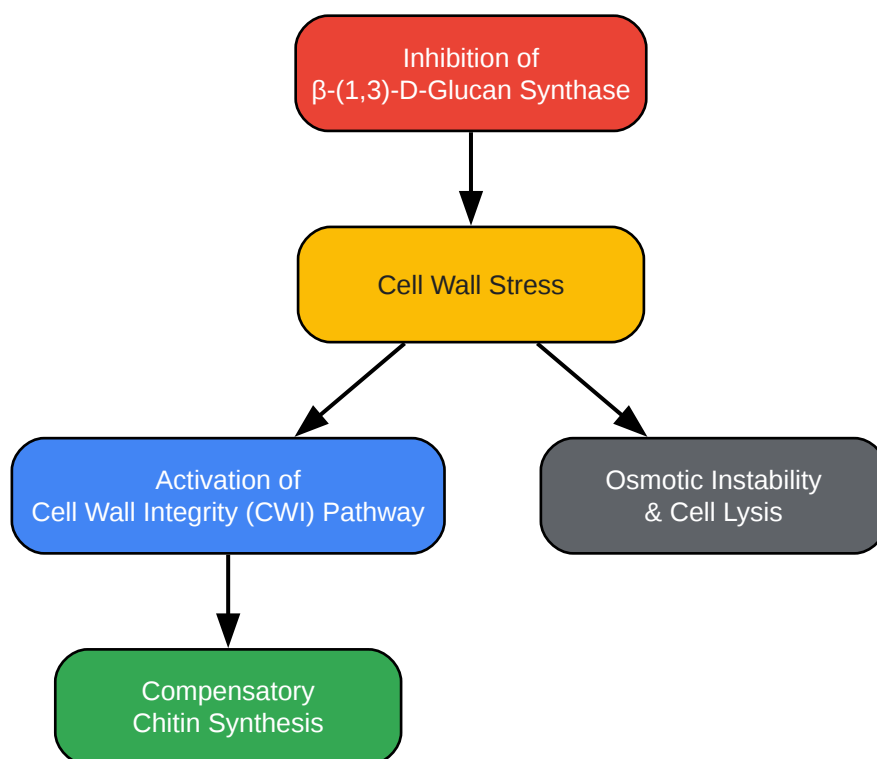 Inhibition of
β-(1,3)-D-Glucan Synthase
Cell Wall Stress
Activation of
Cell Wall Integrity (CWI) Pathway
Osmotic Instability
& Cell Lysis
Compensatory
Chitin Synthesis